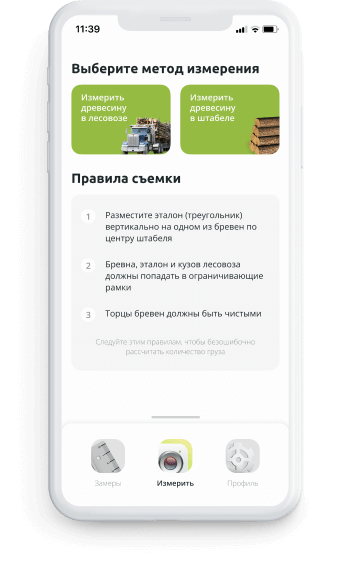 11:39
Выберите метод измерения
Измерить
древесину
в лесовозе
Измерить
древесину
в штабеле
Правила съемки
1
Разместите эталон (треугольник)
вертикально на одном из бревен по
центру штабеля
2
Бревна, эталон и кузов лесовоза
должны попадать в ограничивающие
рамки
3
Торцы бревен должны быть чистыми
Следуйте этим правилам, чтобы безошибочно
рассчитать количество груза
Замеры
Измерить
Профиль